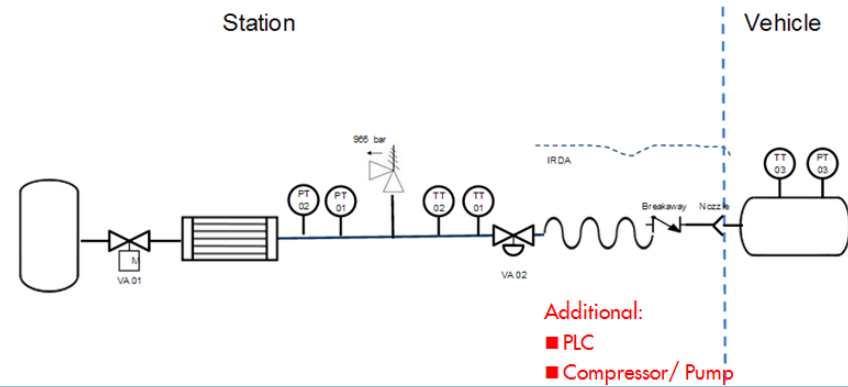 Station
Vehicle
966 bar
IRDA
TT
03
PT
03
PT
02
PT
01
TT
02
TT
01
Breakaway
Nozzle
M
VA 01
VA 02
Additional:
PLC
Compressor/ Pump